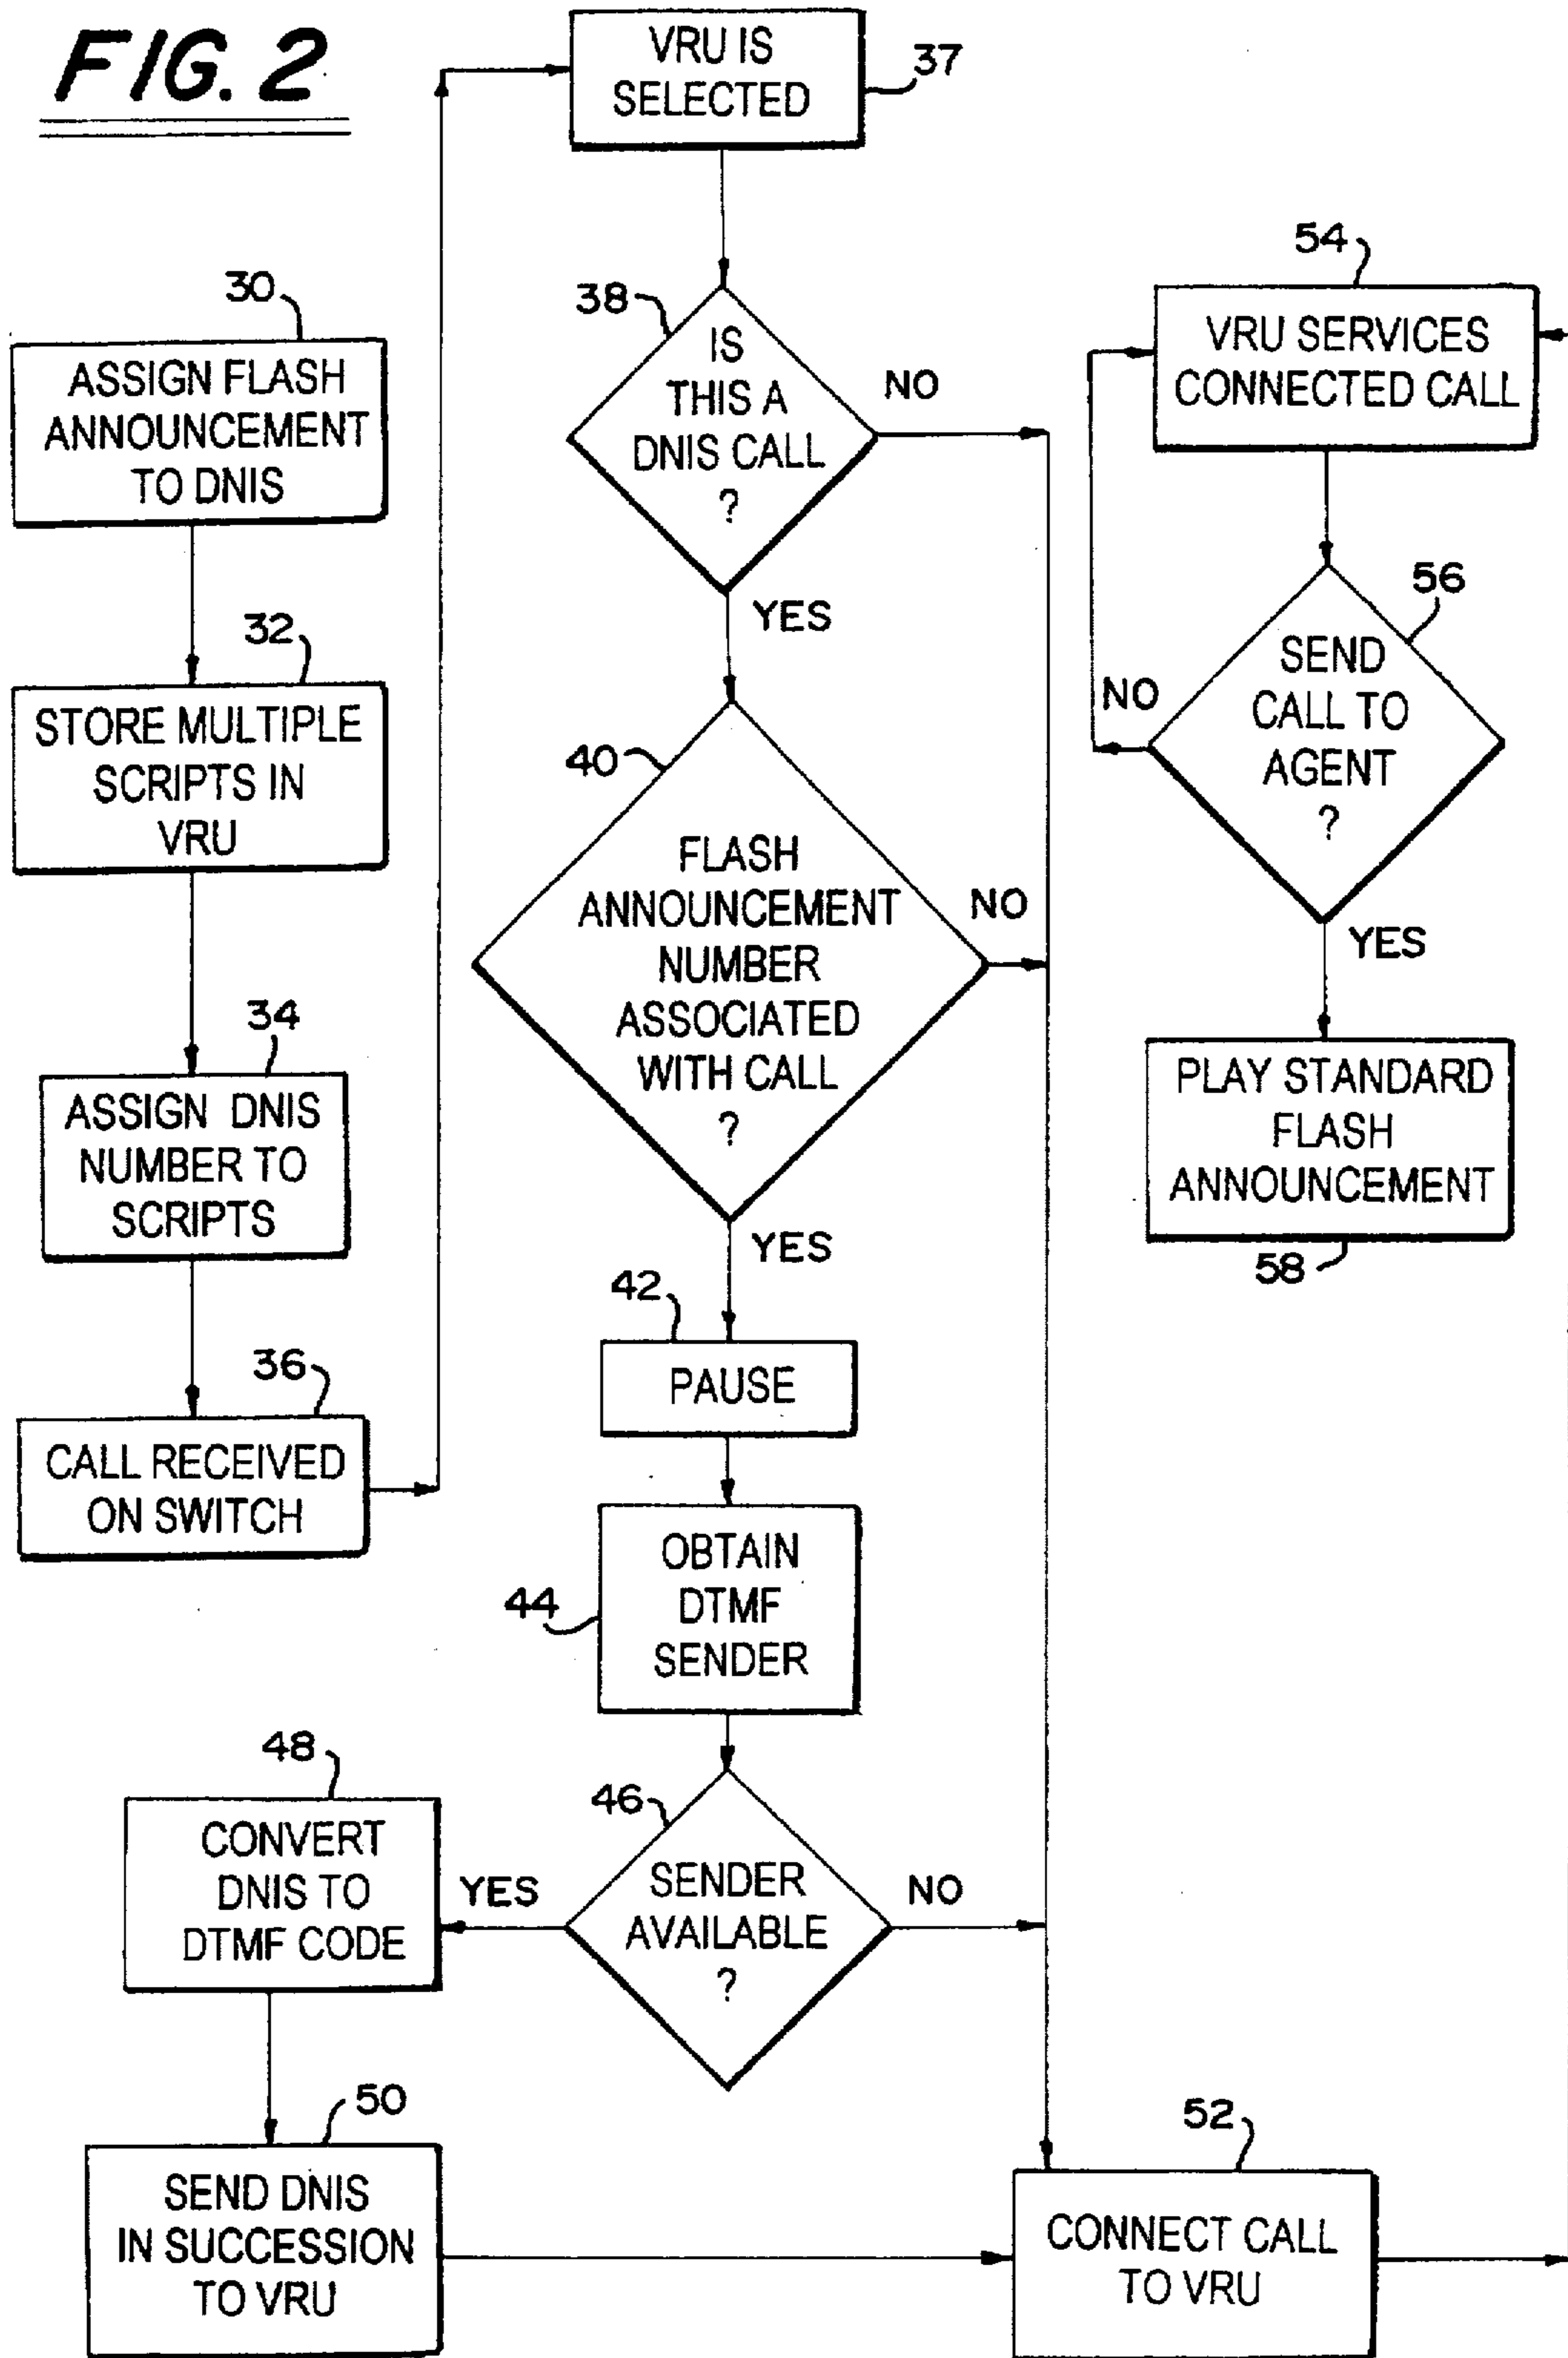 FIG. 2
30
ASSIGN FLASH
ANNOUNCEMENT
TO DNIS
32
STORE MULTIPLE
SCRIPTS IN
VRU
34
ASSIGN DNIS
NUMBER TO
SCRIPTS
36
CALL RECEIVED
ON SWITCH
VRU IS
SELECTED
37
38
IS
THIS A
DNIS CALL
?
NO
YES
40
FLASH
ANNOUNCEMENT
NUMBER
ASSOCIATED
WITH CALL
?
NO
YES
42
PAUSE
44
OBTAIN
DTMF
SENDER
46
SENDER
AVAILABLE
?
YES
NO
48
CONVERT
DNIS TO
DTMF CODE
50
SEND DNIS
IN SUCCESSION
TO VRU
52
CONNECT CALL
TO VRU
54
VRU SERVICES
CONNECTED CALL
56
SEND
CALL TO
AGENT
?
NO
YES
PLAY STANDARD
FLASH
ANNOUNCEMENT
58